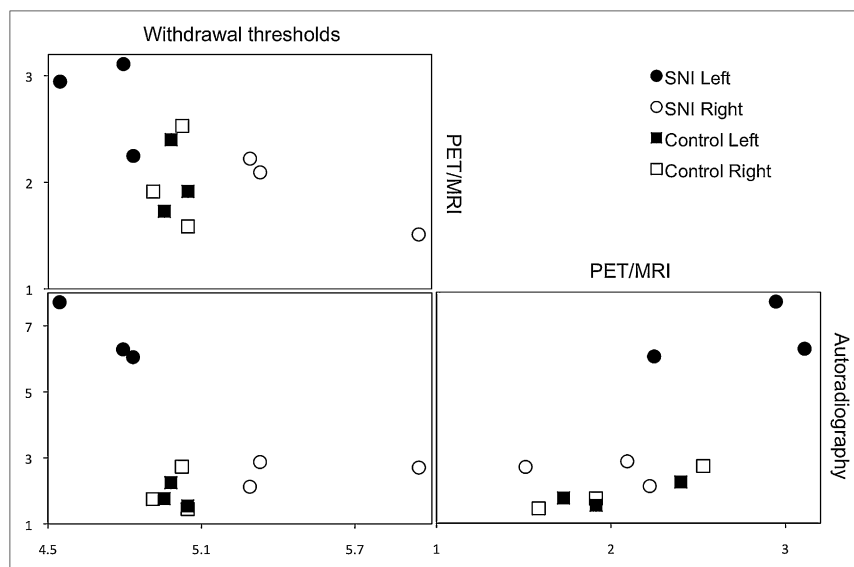 Withdrawal thresholds
3
2
1
PET/MRI
SNI Left
SNI Right
Control Left
Control Right
PET/MRI
7
5
3
1
Autoradiography
4.5 5.1 5.7 1 2 3